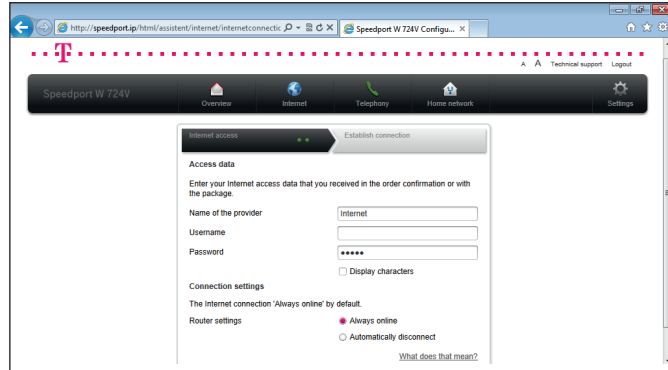 http://speedport.ip/html/assistent/internet/internetconnectic
Speedport W 724V Configu...
T
A A Technical support Logout
Speedport W 724V
Overview Internet Telephony Home network Settings
Internet access Establish connection
Access data
Enter your Internet access data that you received in the order confirmation or with
the package.
Name of the provider Internet
Username
Password •••••
Display characters
Connection settings
The Internet connection 'Always online' by default.
Router settings Always online
Automatically disconnect
What does that mean?